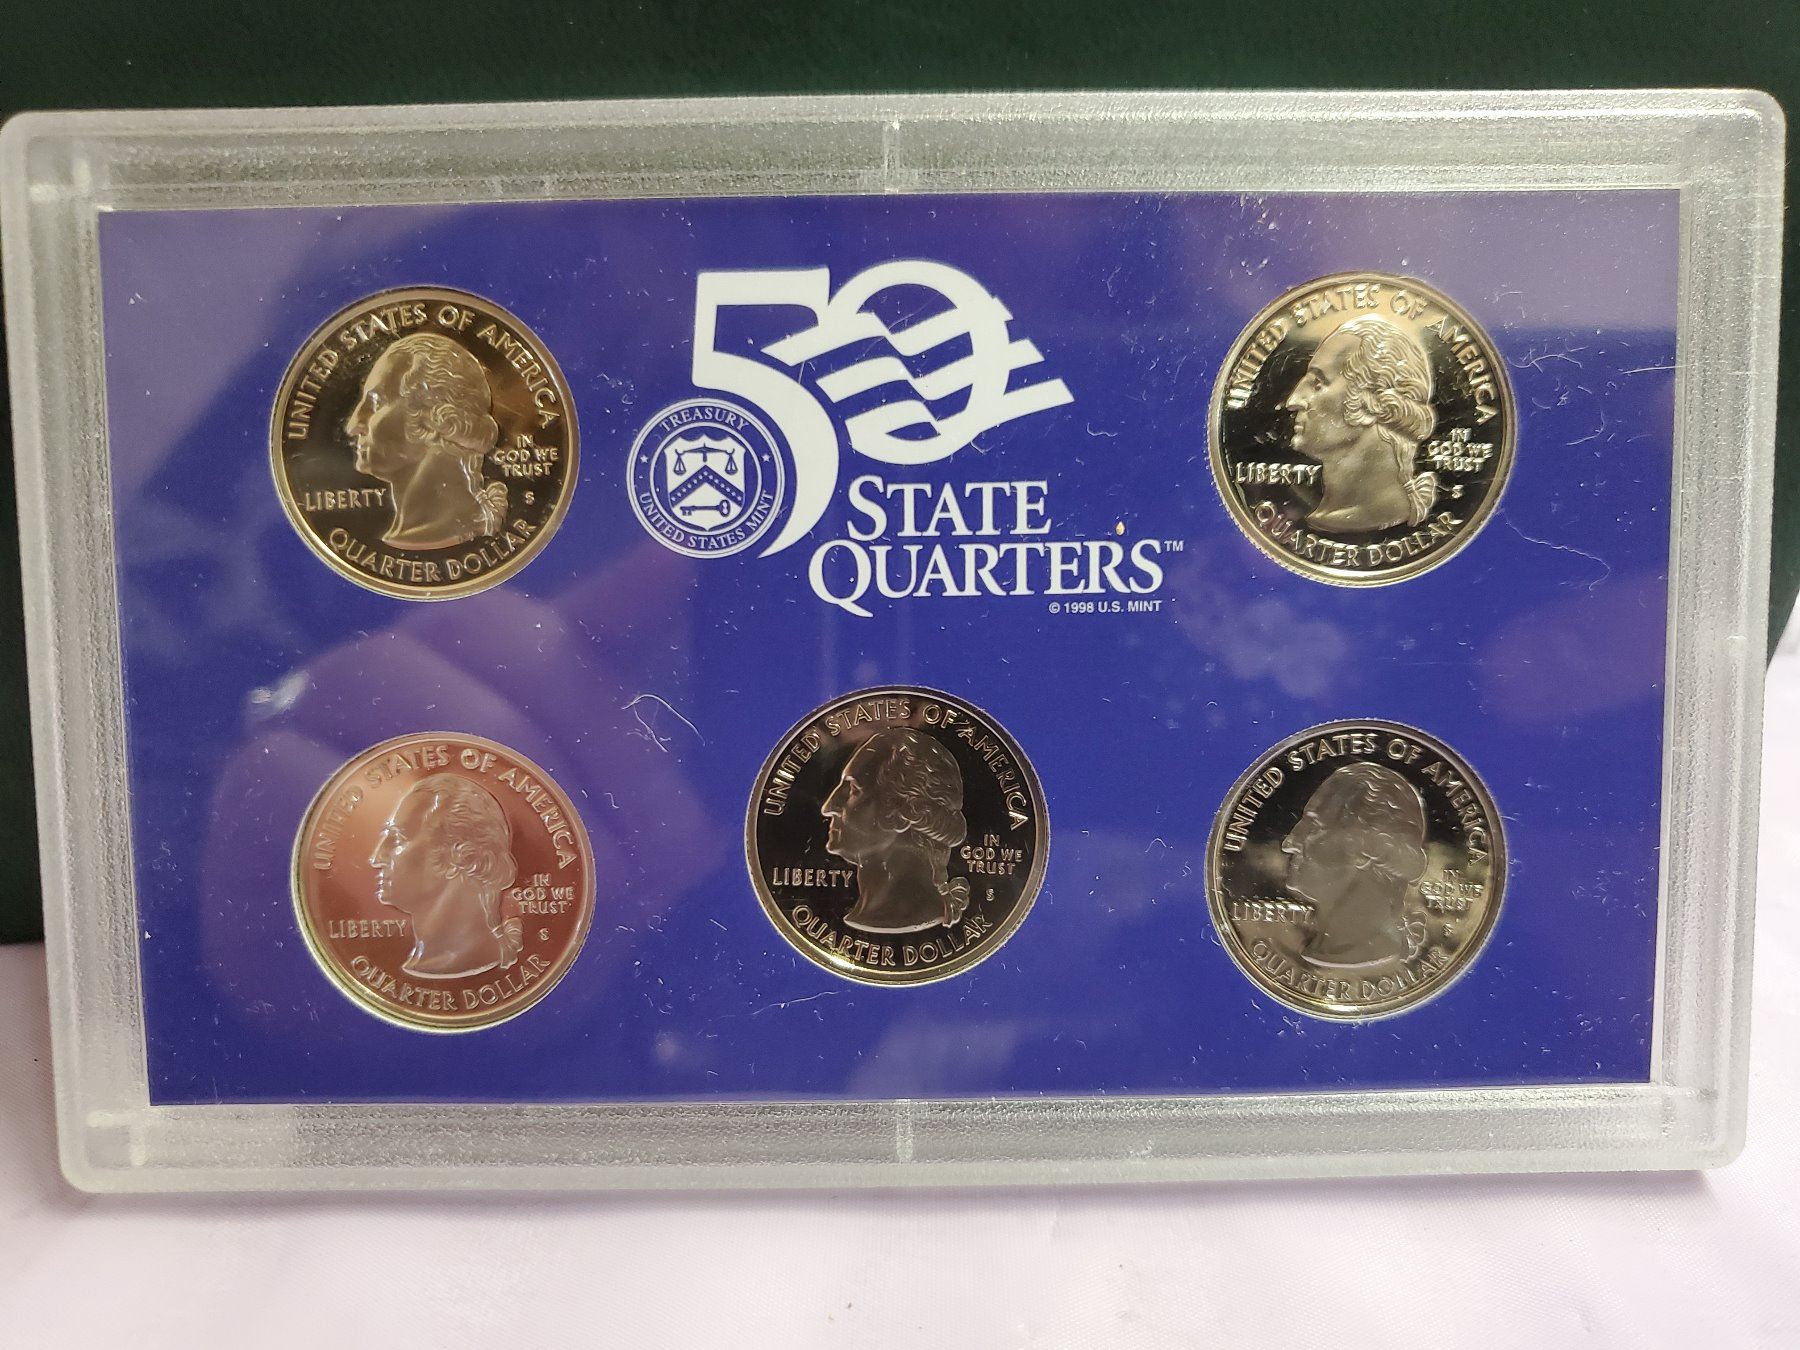 UNITED STATES OF AMERICA
IN
GOD WE
TRUST
LIBERTY
S
QUARTER DOLLAR
50
TREASURY
UNITED STATES MINT
STATE
QUARTERS™
© 1998 U.S. MINT
UNITED STATES OF AMERICA
IN
GOD WE
TRUST
LIBERTY
S
QUARTER DOLLAR
UNITED STATES OF AMERICA
IN
GOD WE
TRUST
LIBERTY
S
QUARTER DOLLAR
UNITED STATES OF AMERICA
IN
GOD WE
TRUST
LIBERTY
S
QUARTER DOLLAR
UNITED STATES OF AMERICA
IN
GOD WE
TRUST
LIBERTY
S
QUARTER DOLLAR